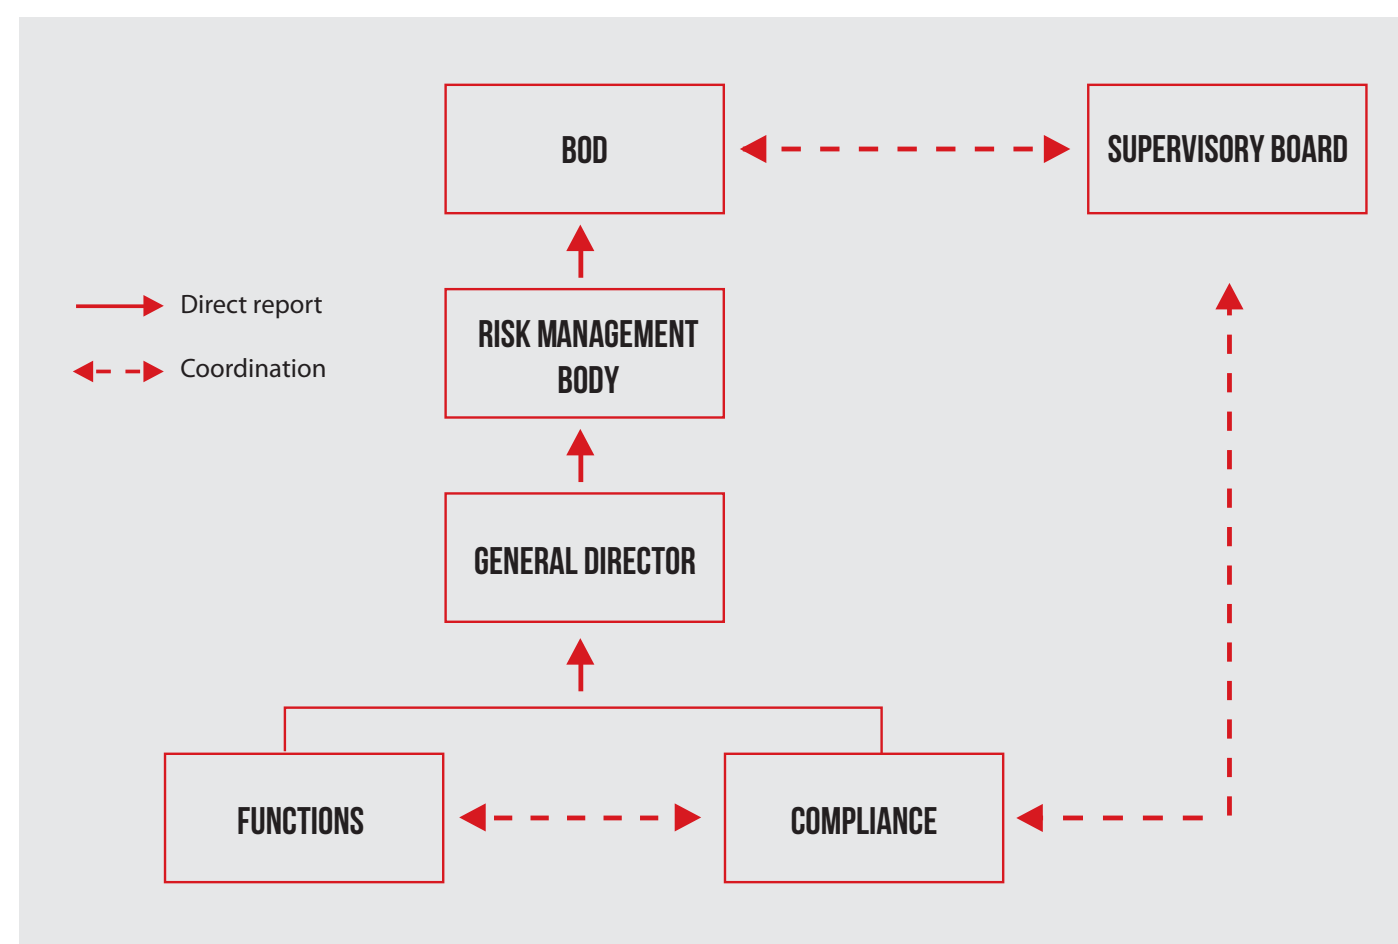 BOD
SUPERVISORY BOARD
Direct report
Coordination
RISK MANAGEMENT
BODY
GENERAL DIRECTOR
FUNCTIONS
COMPLIANCE